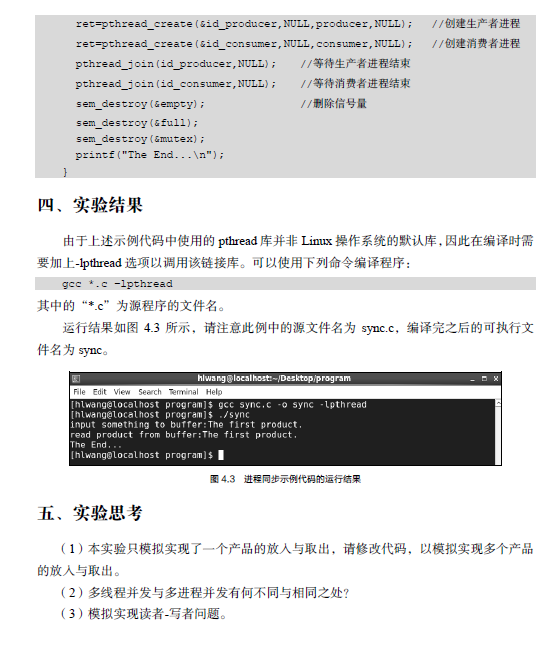 ret=pthread_create(&id_producer,NULL,producer,NULL);   //创建生产者进程
ret=pthread_create(&id_consumer,NULL,consumer,NULL);   //创建消费者进程
pthread_join(id_producer,NULL);   //等待生产者进程结束
pthread_join(id_consumer,NULL);   //等待消费者进程结束
sem_destroy(&empty);   //删除信号量
sem_destroy(&full);
sem_destroy(&mutex);
printf("The End...\n");
}
四、实验结果
由于上述示例代码中使用的 pthread 库并非 Linux 操作系统的默认库,因此在编译时需
要加上-lpthread 选项以调用该链接库。可以使用下列命令编译程序:
gcc *.c -lpthread
其中的“*.c”为源程序的文件名。
运行结果如图 4.3 所示，请注意此例中的源文件名为 sync.c，编译完之后的可执行文
件名为 sync。
hlwang@localhost:~/Desktop/program
File Edit View Search Terminal Help
[hlwang@localhost program]$ gcc sync.c -o sync -lpthread
[hlwang@localhost program]$ ./sync
input something to buffer:The first product.
read product from buffer:The first product.
The End...
[hlwang@localhost program]$
图 4.3 进程同步示例代码的运行结果
五、实验思考
（1）本实验只模拟实现了一个产品的放入与取出，请修改代码，以模拟实现多个产品
的放入与取出。
（2）多线程并发与多进程并发有何不同与相同之处?
（3）模拟实现读者-写者问题。